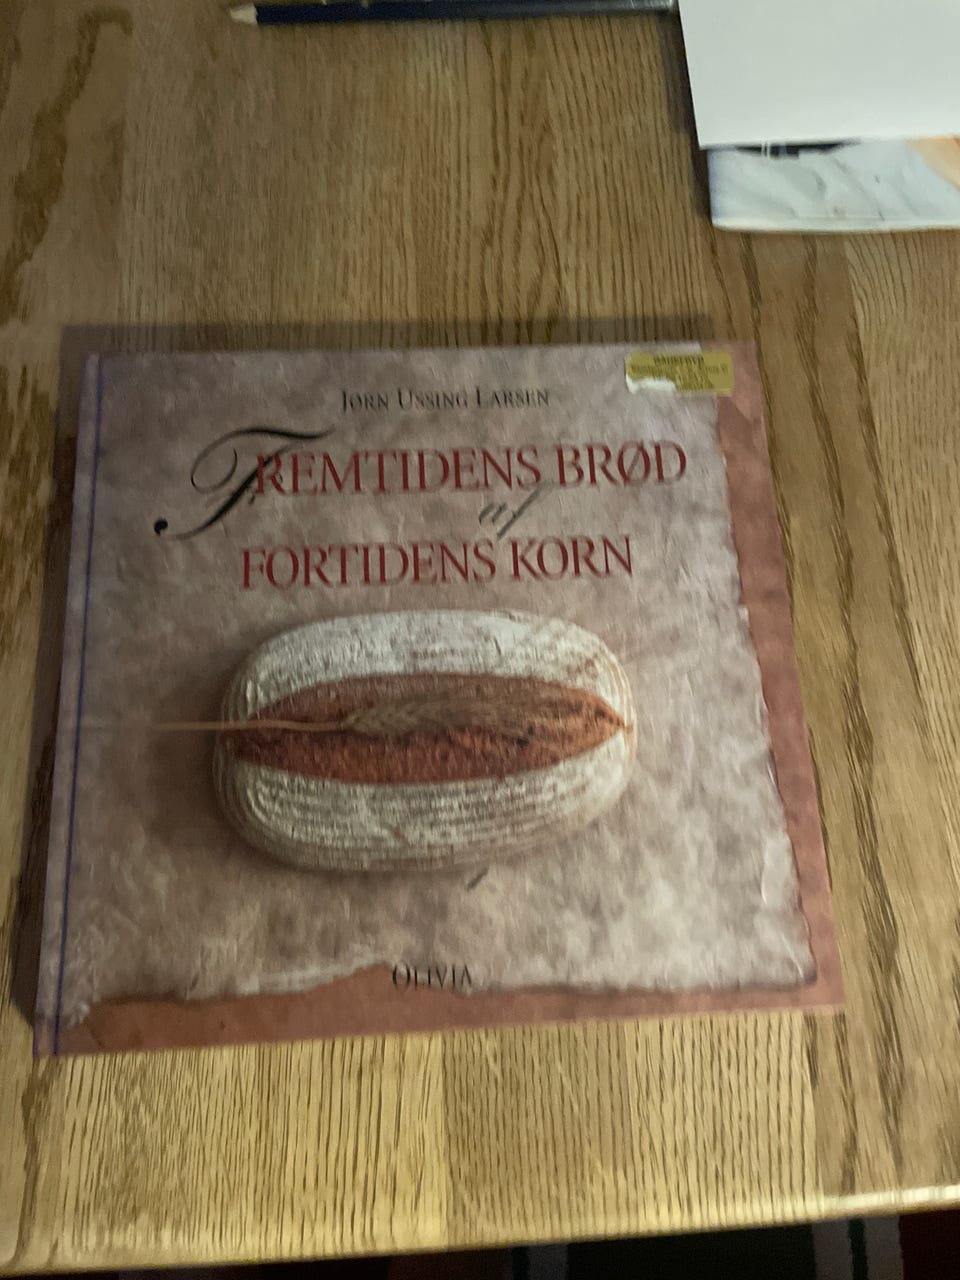 JØRN USSING LARSEN
FREMTIDENS BRØD
af
FORTIDENS KORN
OLIVIA